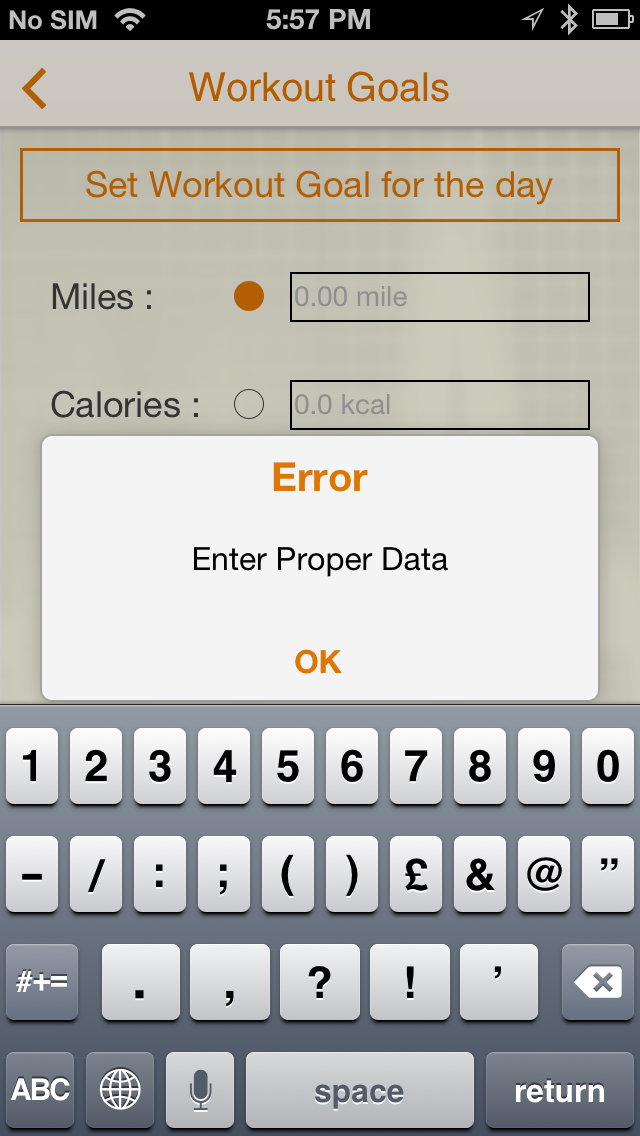 No SIM 5:57 PM
Workout Goals
Set Workout Goal for the day
Miles : 0.00 mile
Calories : 0.0 kcal
Error
Enter Proper Data
OK
1 2 3 4 5 6 7 8 9 0
- / : ; ( ) £ & @ ”
#+= . , ? ! ’
ABC space return